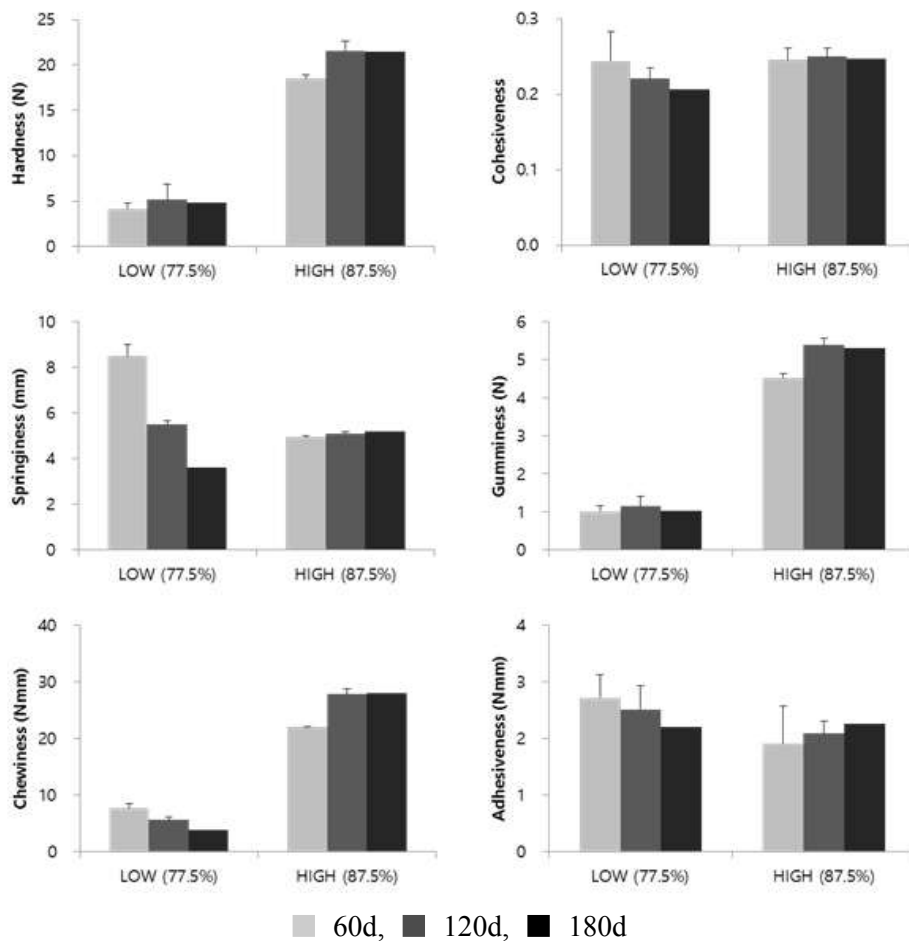 Hardness (N)
25
20
15
10
5
0
LOW (77.5%)
HIGH (87.5%)
Cohesiveness
0.3
0.2
0.1
0.0
LOW (77.5%)
HIGH (87.5%)
Springiness (mm)
10
8
6
4
2
0
LOW (77.5%)
HIGH (87.5%)
Gumminess (N)
6
5
4
3
2
1
0
LOW (77.5%)
HIGH (87.5%)
Chewiness (Nmm)
40
30
20
10
0
LOW (77.5%)
HIGH (87.5%)
Adhesiveness (Nmm)
4
3
2
1
0
LOW (77.5%)
HIGH (87.5%)
60d, 120d, 180d